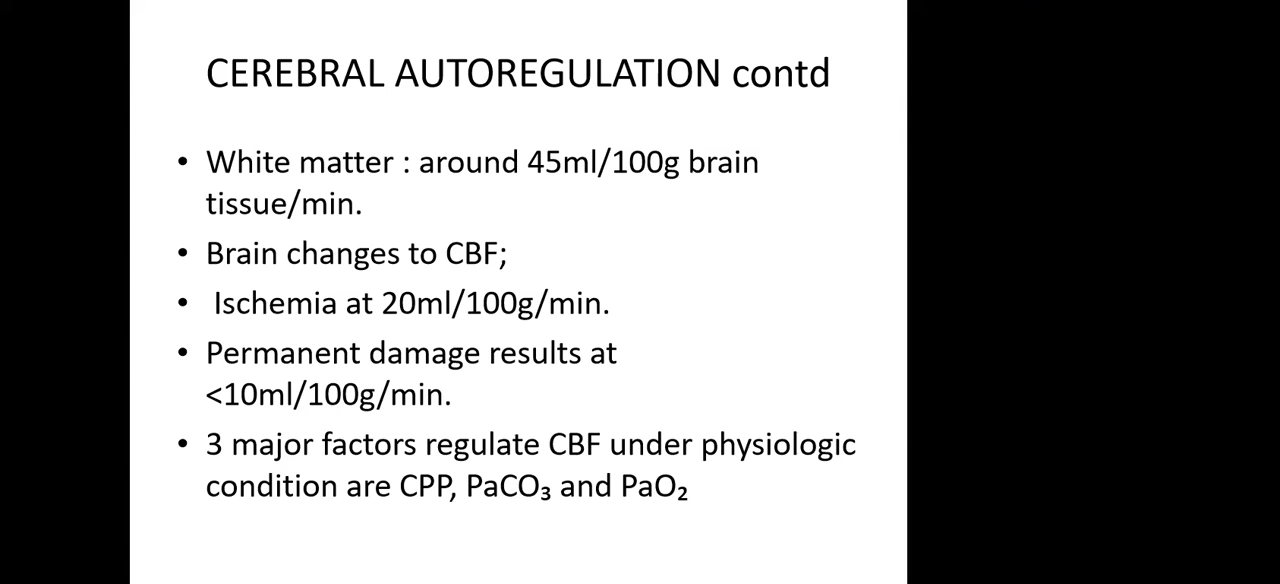 CEREBRAL AUTOREGULATION contd
• White matter : around 45ml/100g brain
tissue/min.
• Brain changes to CBF;
• Ischemia at 20ml/100g/min.
• Permanent damage results at
<10ml/100g/min.
• 3 major factors regulate CBF under physiologic
condition are CPP, PaCO₃ and PaO₂